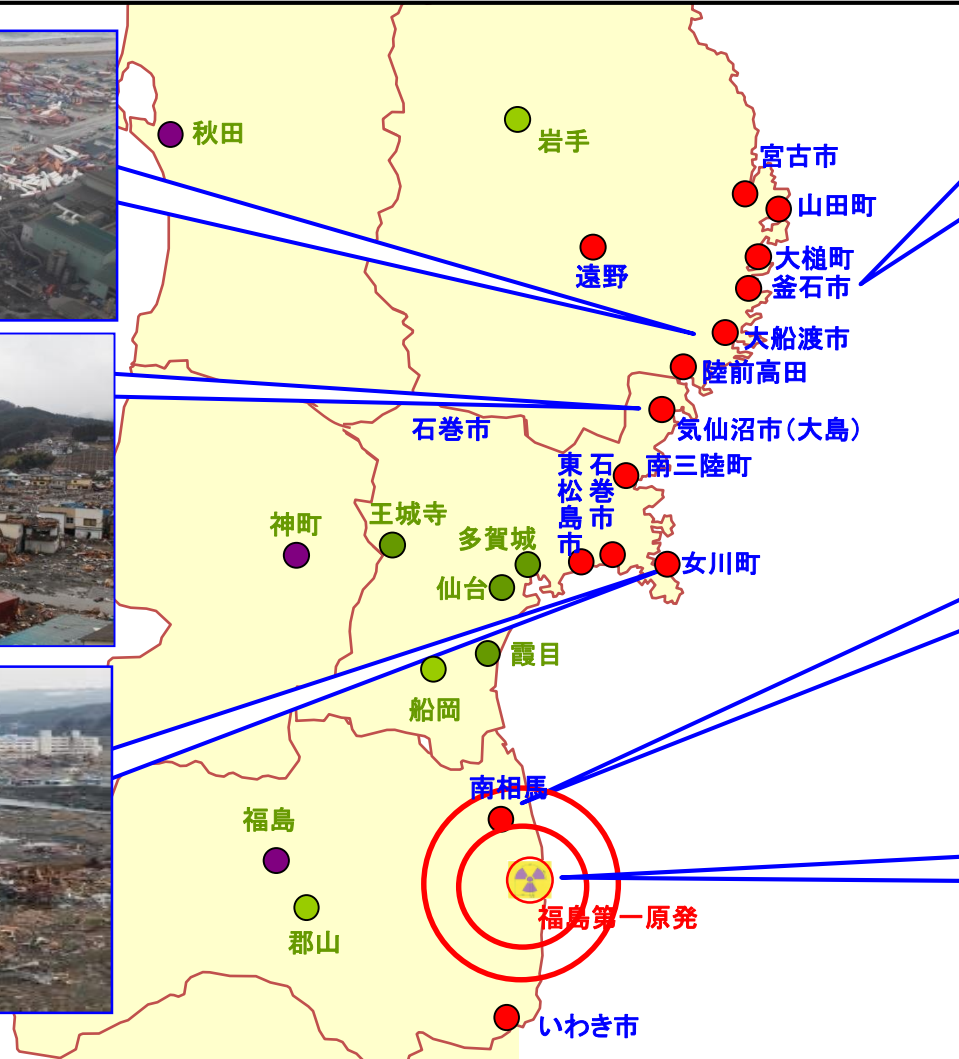 秋田
岩手
宮古市
山田町
大槌町
釜石市
遠野
大船渡市
陸前高田
気仙沼市(大島)
石巻市
南三陸町
東松島市
石巻市
神町
王城寺
多賀城
仙台
女川町
霞目
船岡
南相馬
福島
福島第一原発
郡山
いわき市